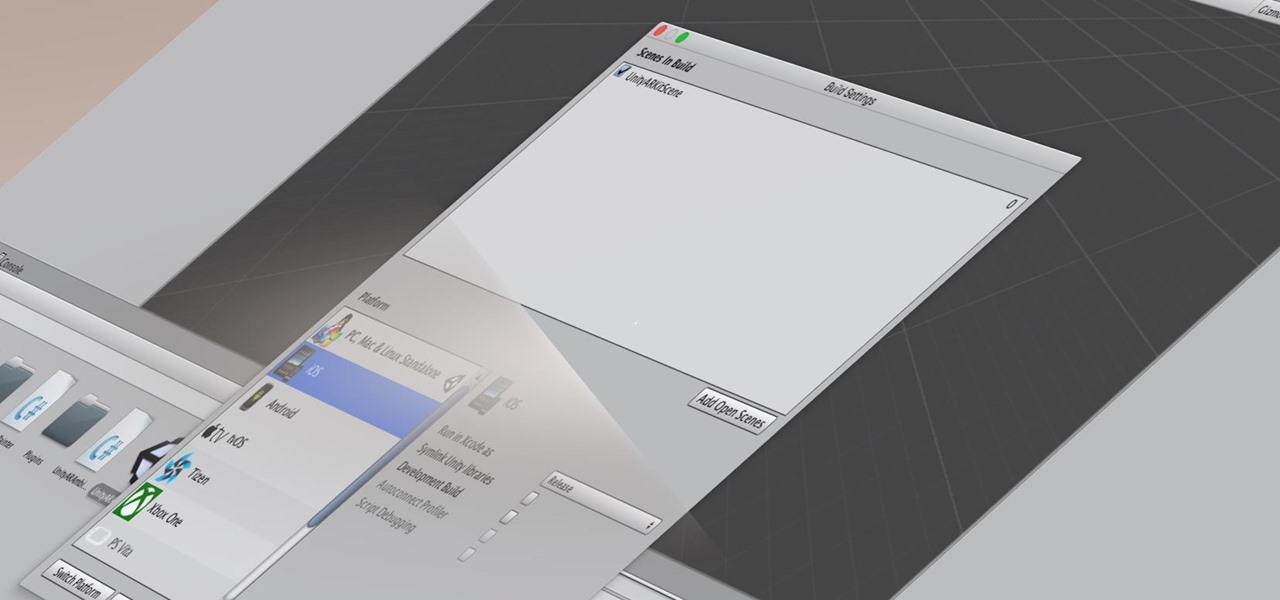 Gizmo
Build Settings
Scenes In Build
UnityARKitScene
0
Add Open Scenes
Platform
PC, Mac & Linux Standalone
iOS
Android
tv tvOS
Tizen
Xbox One
PS Vita
Switch Platform
iOS
Run in Xcode as
Release
Symlink Unity libraries
Development Build
Autoconnect Profiler
Script Debugging
Console
Plugins